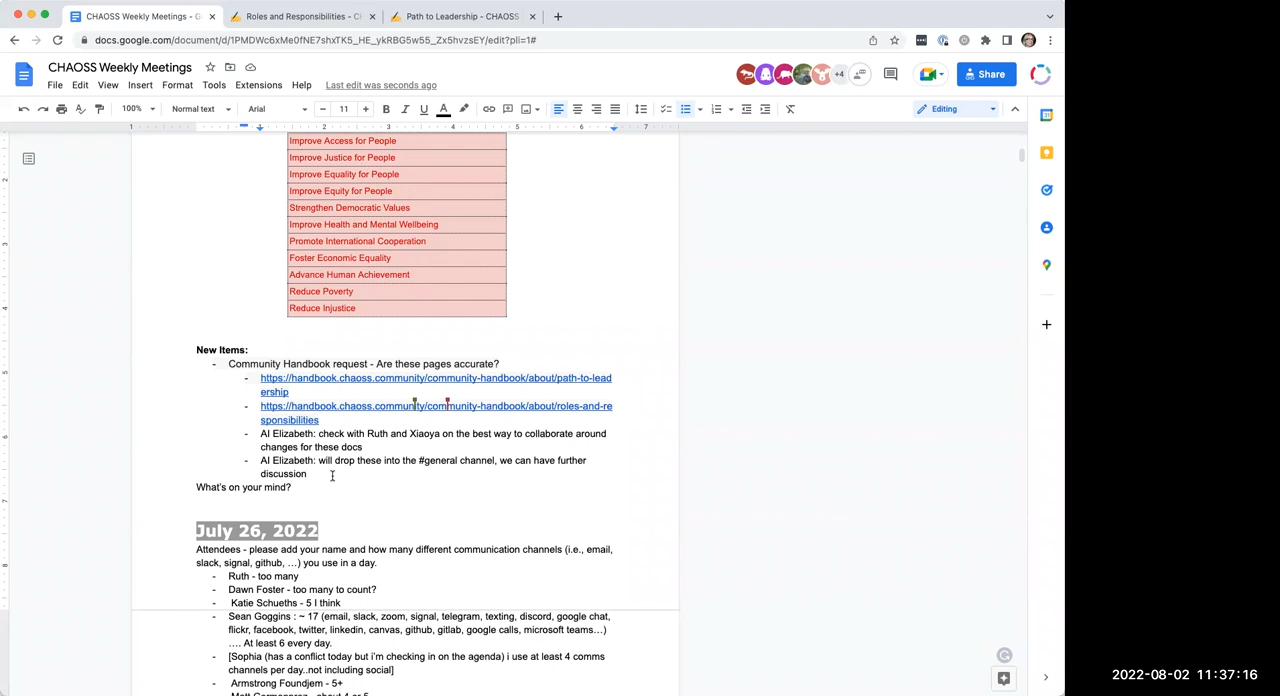 CHAOSS Weekly Meetings - G
Roles and Responsibilities - Cl
Path to Leadership - CHAOSS
docs.google.com/document/d/1PMDWc6xMe0fNE7shxTK5_HE_ykRBG5w55_Zx5hvzsEY/edit?pli=1#
CHAOSS Weekly Meetings
+4
Share
File Edit View Insert Format Tools Extensions Help Last edit was seconds ago
100% Normal text Arial 11 B I U A Editing
1 1 2 3 4 5 6 7
Improve Access for People
Improve Justice for People
Improve Equality for People
Improve Equity for People
Strengthen Democratic Values
Improve Health and Mental Wellbeing
Promote International Cooperation
Foster Economic Equality
Advance Human Achievement
Reduce Poverty
Reduce Injustice
New Items:
- Community Handbook request - Are these pages accurate?
- https://handbook.chaoss.community/community-handbook/about/path-to-lead
ership
- https://handbook.chaoss.community/community-handbook/about/roles-and-re
sponsibilities
- AI Elizabeth: check with Ruth and Xiaoya on the best way to collaborate around
changes for these docs
- AI Elizabeth: will drop these into the #general channel, we can have further
discussion
What's on your mind?
July 26, 2022
Attendees - please add your name and how many different communication channels (i.e., email,
slack, signal, github, …) you use in a day.
- Ruth - too many
- Dawn Foster - too many to count?
- Katie Schueths - 5 I think
- Sean Goggins : ~ 17 (email, slack, zoom, signal, telegram, texting, discord, google chat,
flickr, facebook, twitter, linkedin, canvas, github, gitlab, google calls, microsoft teams…)
…. At least 6 every day.
- [Sophia (has a conflict today but i'm checking in on the agenda) i use at least 4 comms
channels per day..not including social]
- Armstrong Foundjem - 5+
2022-08-02 11:37:16